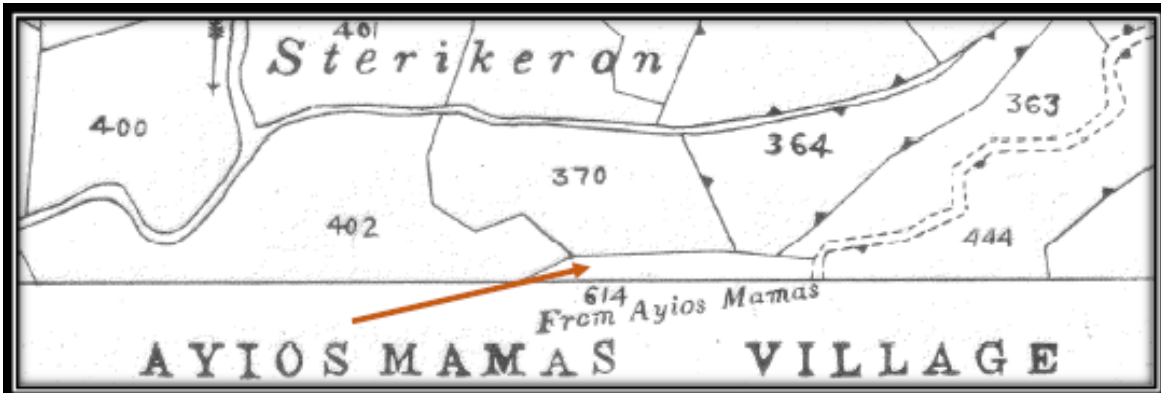 401
Sterikeron
400
363
364
370
402
444
614
From Ayios Mamas
AYIOS MAMAS VILLAGE